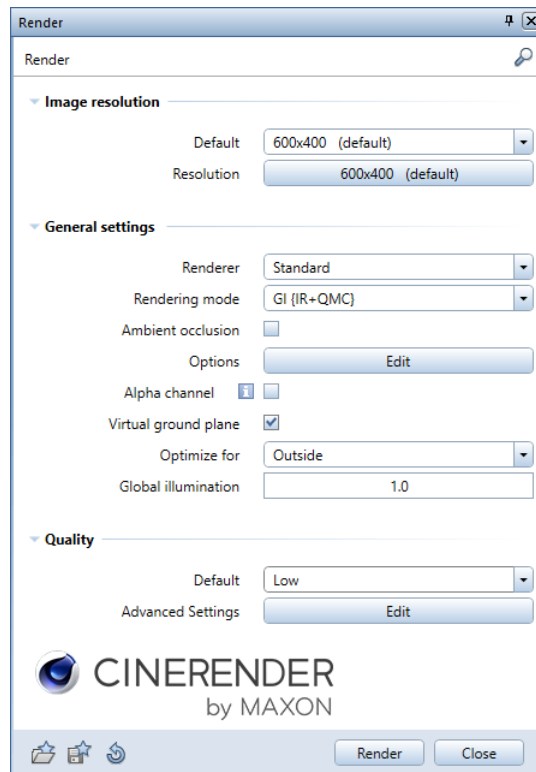 Render
Render
Image resolution
Default 600x400 (default)
Resolution 600x400 (default)
General settings
Renderer Standard
Rendering mode GI {IR+QMC}
Ambient occlusion
Options Edit
Alpha channel i
Virtual ground plane
Optimize for Outside
Global illumination 1.0
Quality
Default Low
Advanced Settings Edit
CINERENDER
by MAXON
Render Close